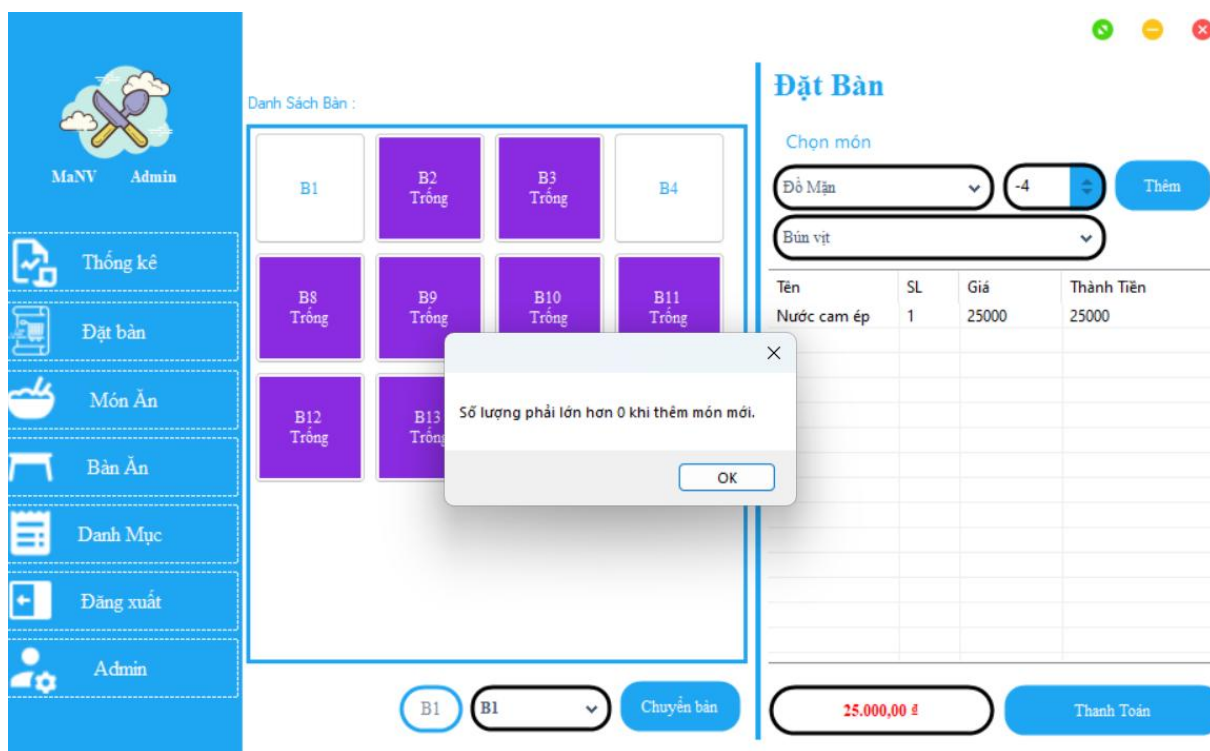 MaNV Admin
Thống kê
Đặt bàn
Món Ăn
Bàn Ăn
Danh Mục
Đăng xuất
Admin
Danh Sách Bàn :
B1
B2
Trống
B3
Trống
B4
B8
Trống
B9
Trống
B10
Trống
B11
Trống
B12
Trống
B13
Trống
Số lượng phải lớn hơn 0 khi thêm món mới.
OK
B1
B1
Chuyển bàn
Đặt Bàn
Chọn món
Đồ Mặn
-4
Thêm
Bún vịt
Tên SL Giá Thành Tiền
Nước cam ép 1 25000 25000
25.000,00 ₫
Thanh Toán